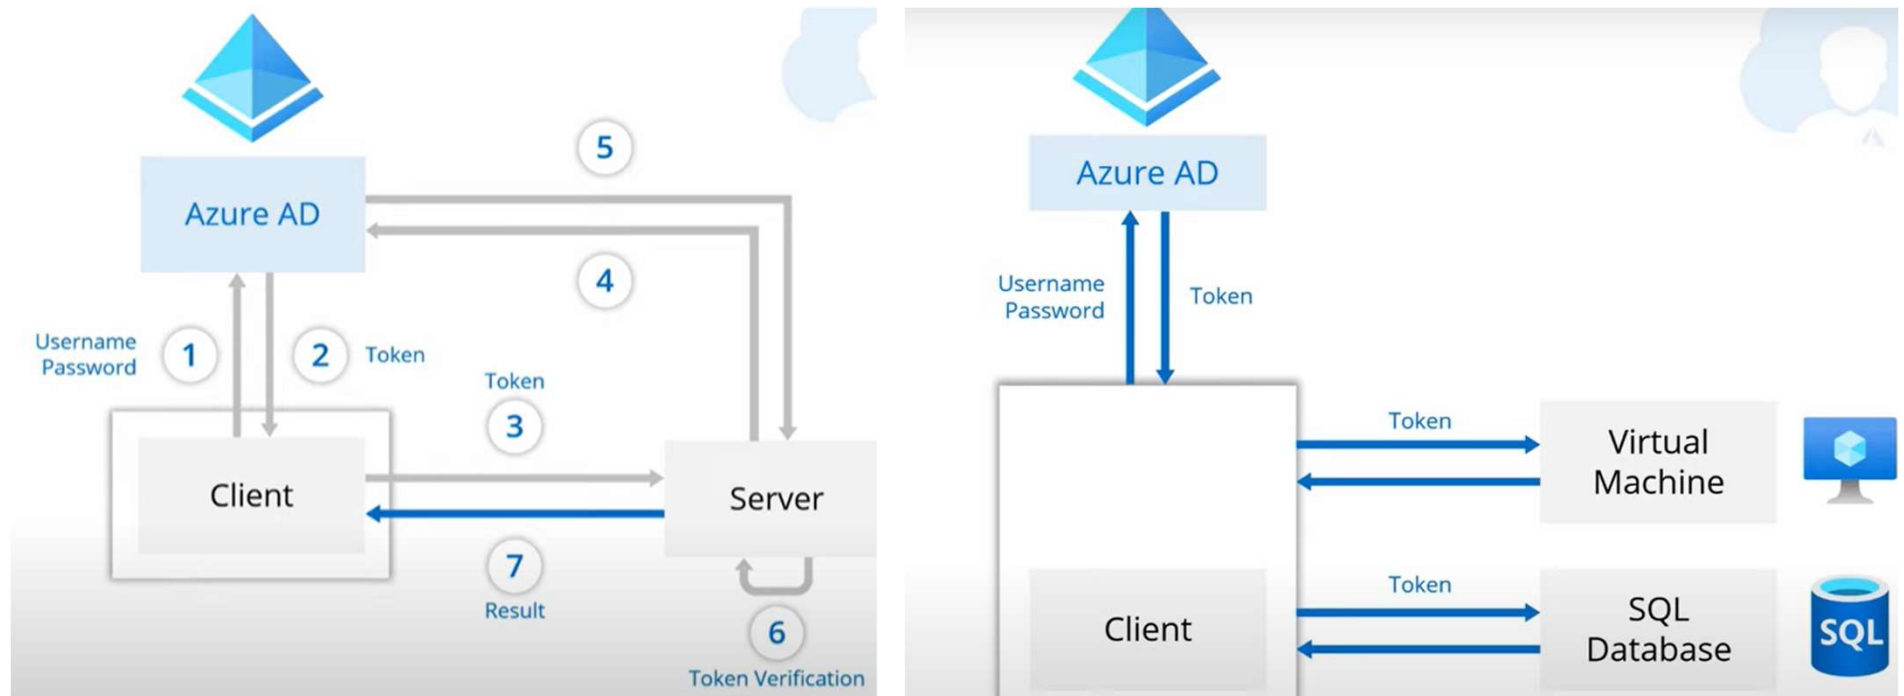 5
Azure AD
4
Username
Password
1
2
Token
Token
3
Client
Server
7
Result
6
Token Verification
Azure AD
Username
Password
Token
Token
Virtual
Machine
Token
Client
SQL
Database
SQL